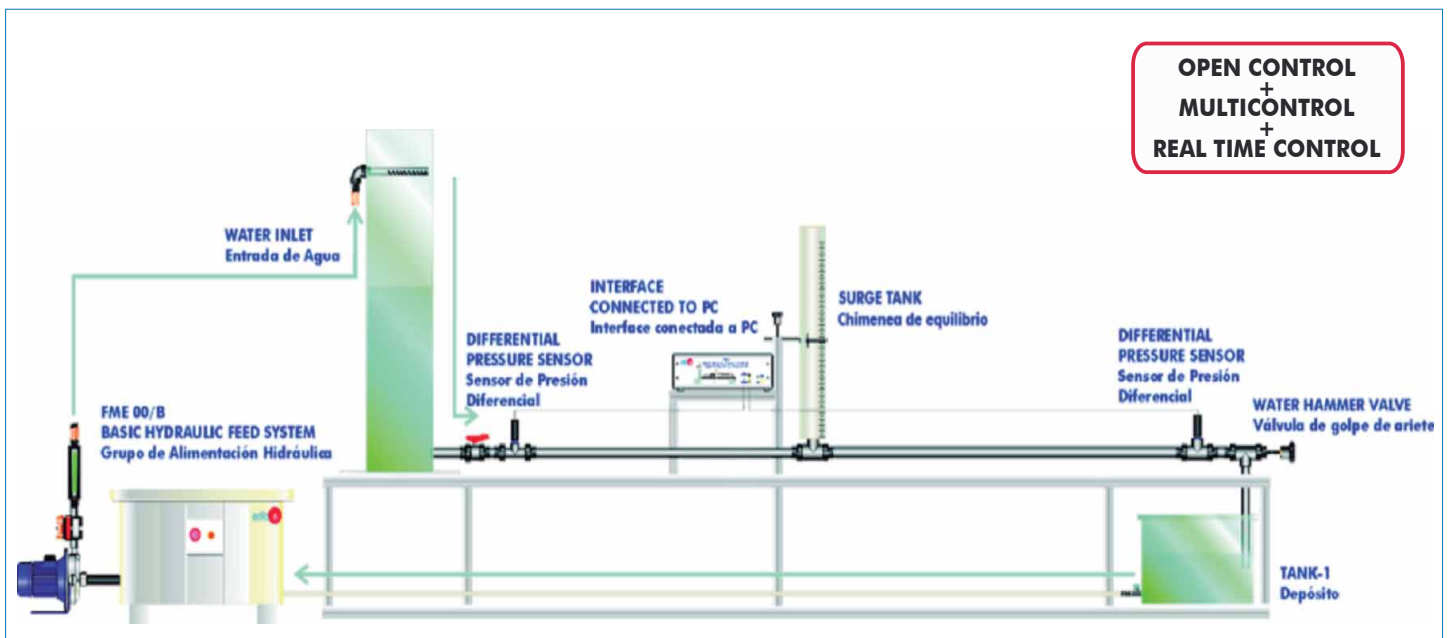 OPEN CONTROL
+
MULTICONTROL
+
REAL TIME CONTROL
WATER INLET
Entrada de Agua
INTERFACE
CONNECTED TO PC
Interface conectada a PC
SURGE TANK
Chimenea de equilibrio
DIFFERENTIAL
PRESSURE SENSOR
Sensor de Presión
Diferencial
DIFFERENTIAL
PRESSURE SENSOR
Sensor de Presión
Diferencial
WATER HAMMER VALVE
Válvula de golpe de ariete
FME 00/B
BASIC HYDRAULIC FEED SYSTEM
Grupo de Alimentación Hidráulica
TANK-1
Depósito